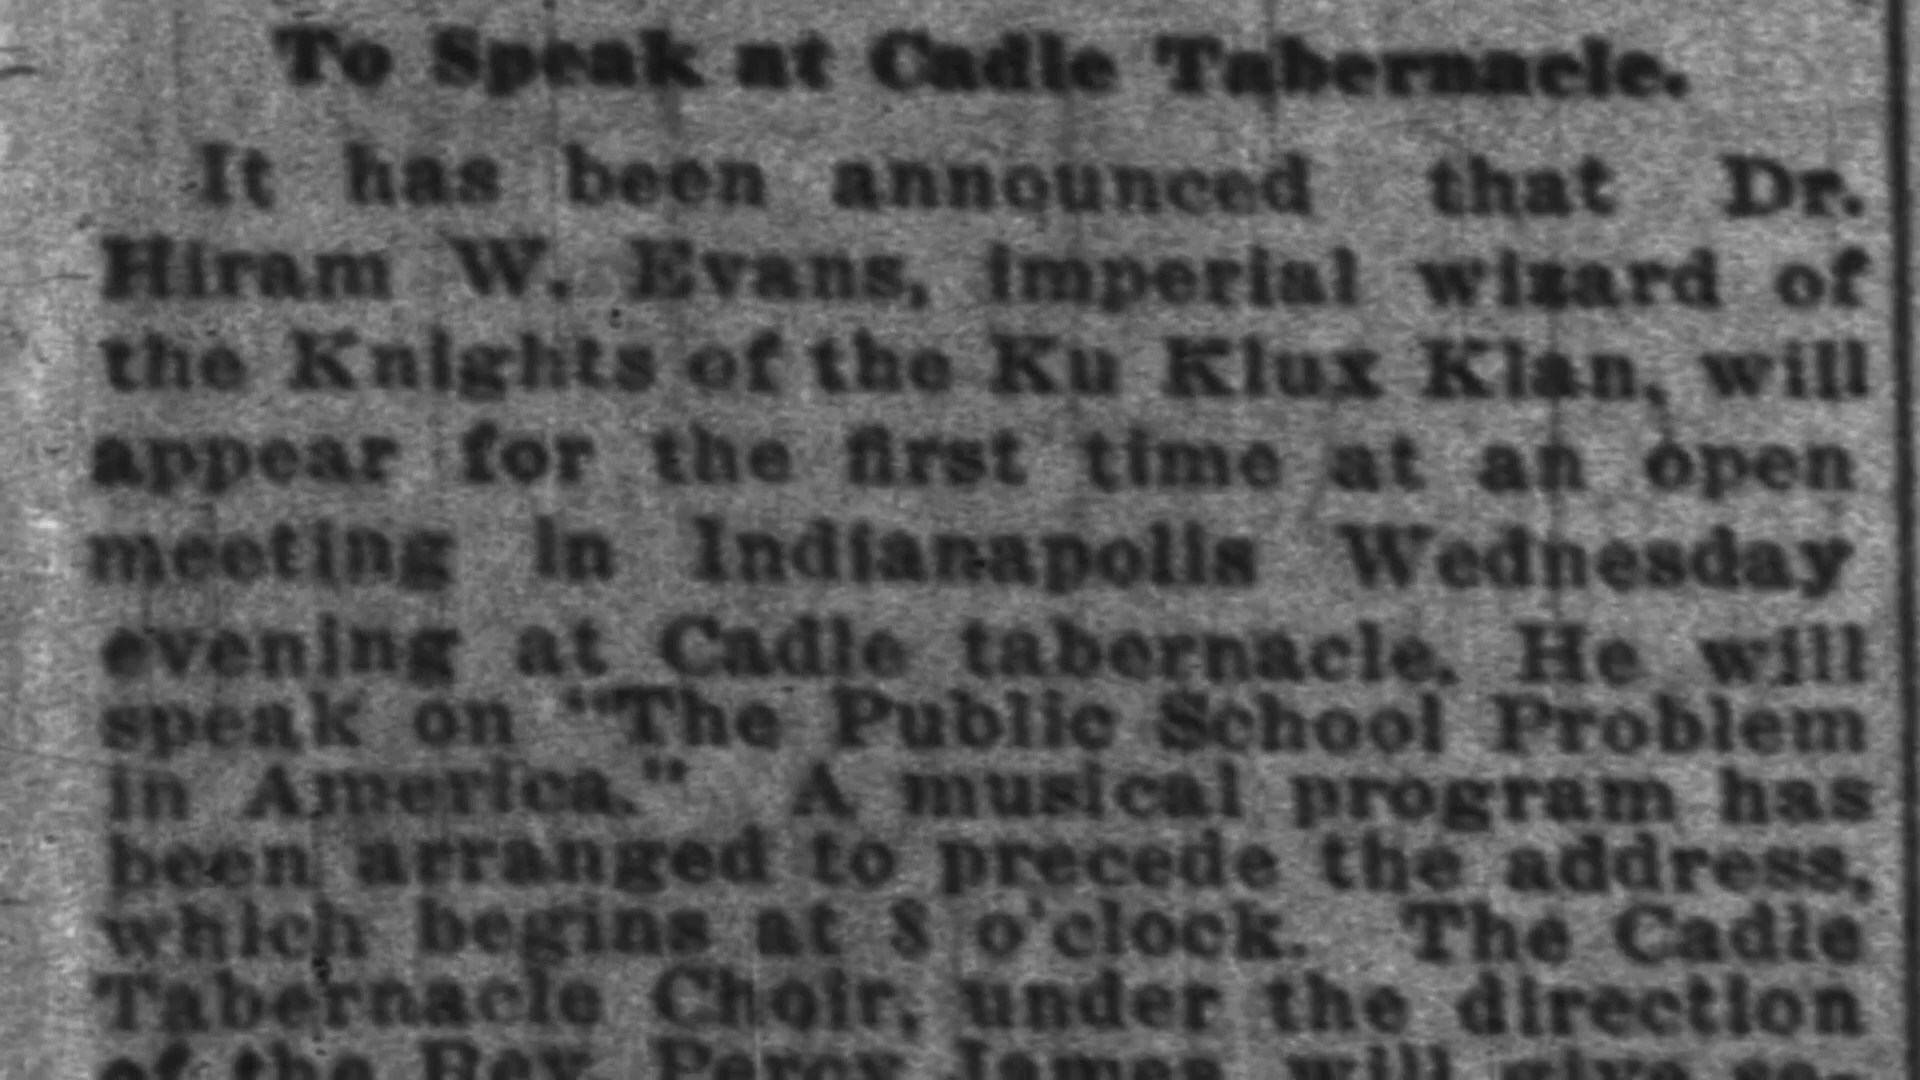 To Speak at Cadle Tabernacle.
It has been announced that Dr.
Hiram W. Evans, imperial wizard of
the Knights of the Ku Klux Klan, will
appear for the first time at an open
meeting in Indianapolis Wednesday
evening at Cadle tabernacle. He will
speak on "The Public School Problem
in America." A musical program has
been arranged to precede the address,
which begins at 8 o'clock. The Cadle
Tabernacle Choir, under the direction
of the Rev. Percy James will give se-